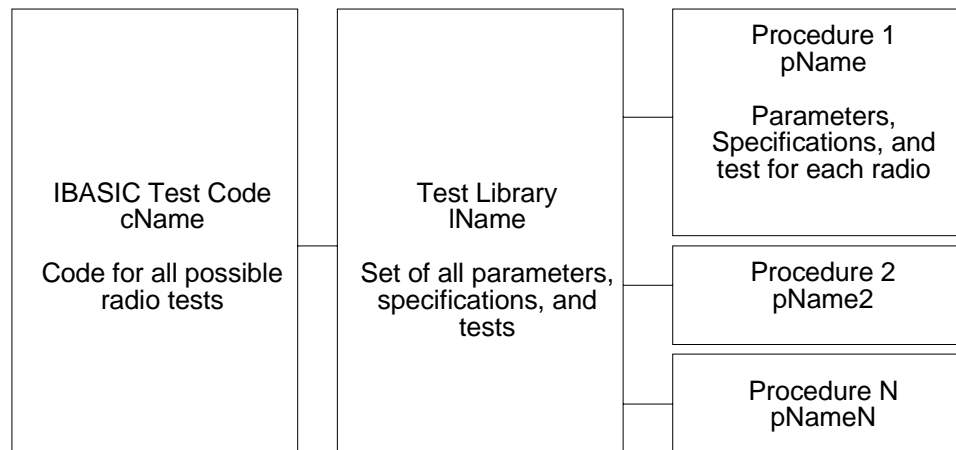 IBASIC Test Code
cName
Code for all possible
radio tests
Test Library
lName
Set of all parameters,
specifications, and
tests
Procedure 1
pName
Parameters,
Specifications, and
test for each radio
Procedure 2
pName2
Procedure N
pNameN